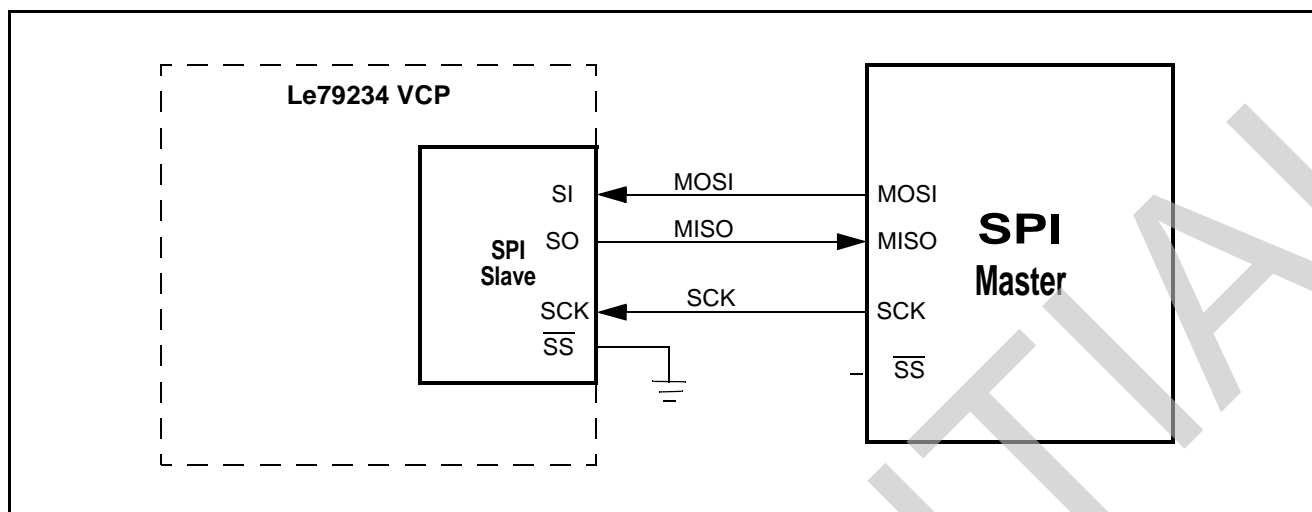 Le79234 VCP
SI
MOSI
MOSI
SO
MISO
MISO
SPI
Slave
SPI
Master
SCK
SCK
SCK
SS
SS